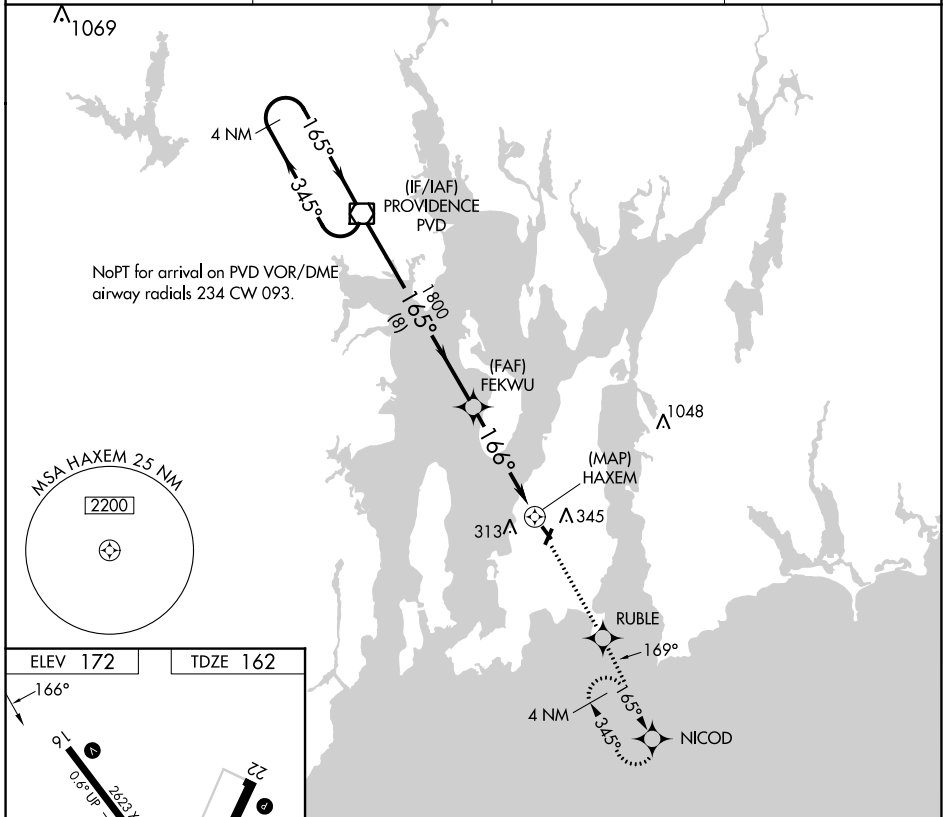 1069
4 NM
165°
345°
(IF/IAF)
PROVIDENCE
PVD
NoPT for arrival on PVD VOR/DME
airway radials 234 CW 093.
1800
165°
(8)
(FAF)
FEKWU
166°
1048
(MAP)
HAXEM
313
345
MSA HAXEM 25 NM
2200
RUBLE
169°
165°
4 NM
345°
NICOD
ELEV 172
TDZE 162
166°
16
V
0.6° UP
2623 X
22
P